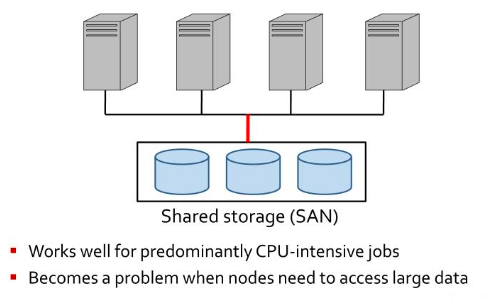 Shared storage (SAN)
Works well for predominantly CPU-intensive jobs
Becomes a problem when nodes need to access large data